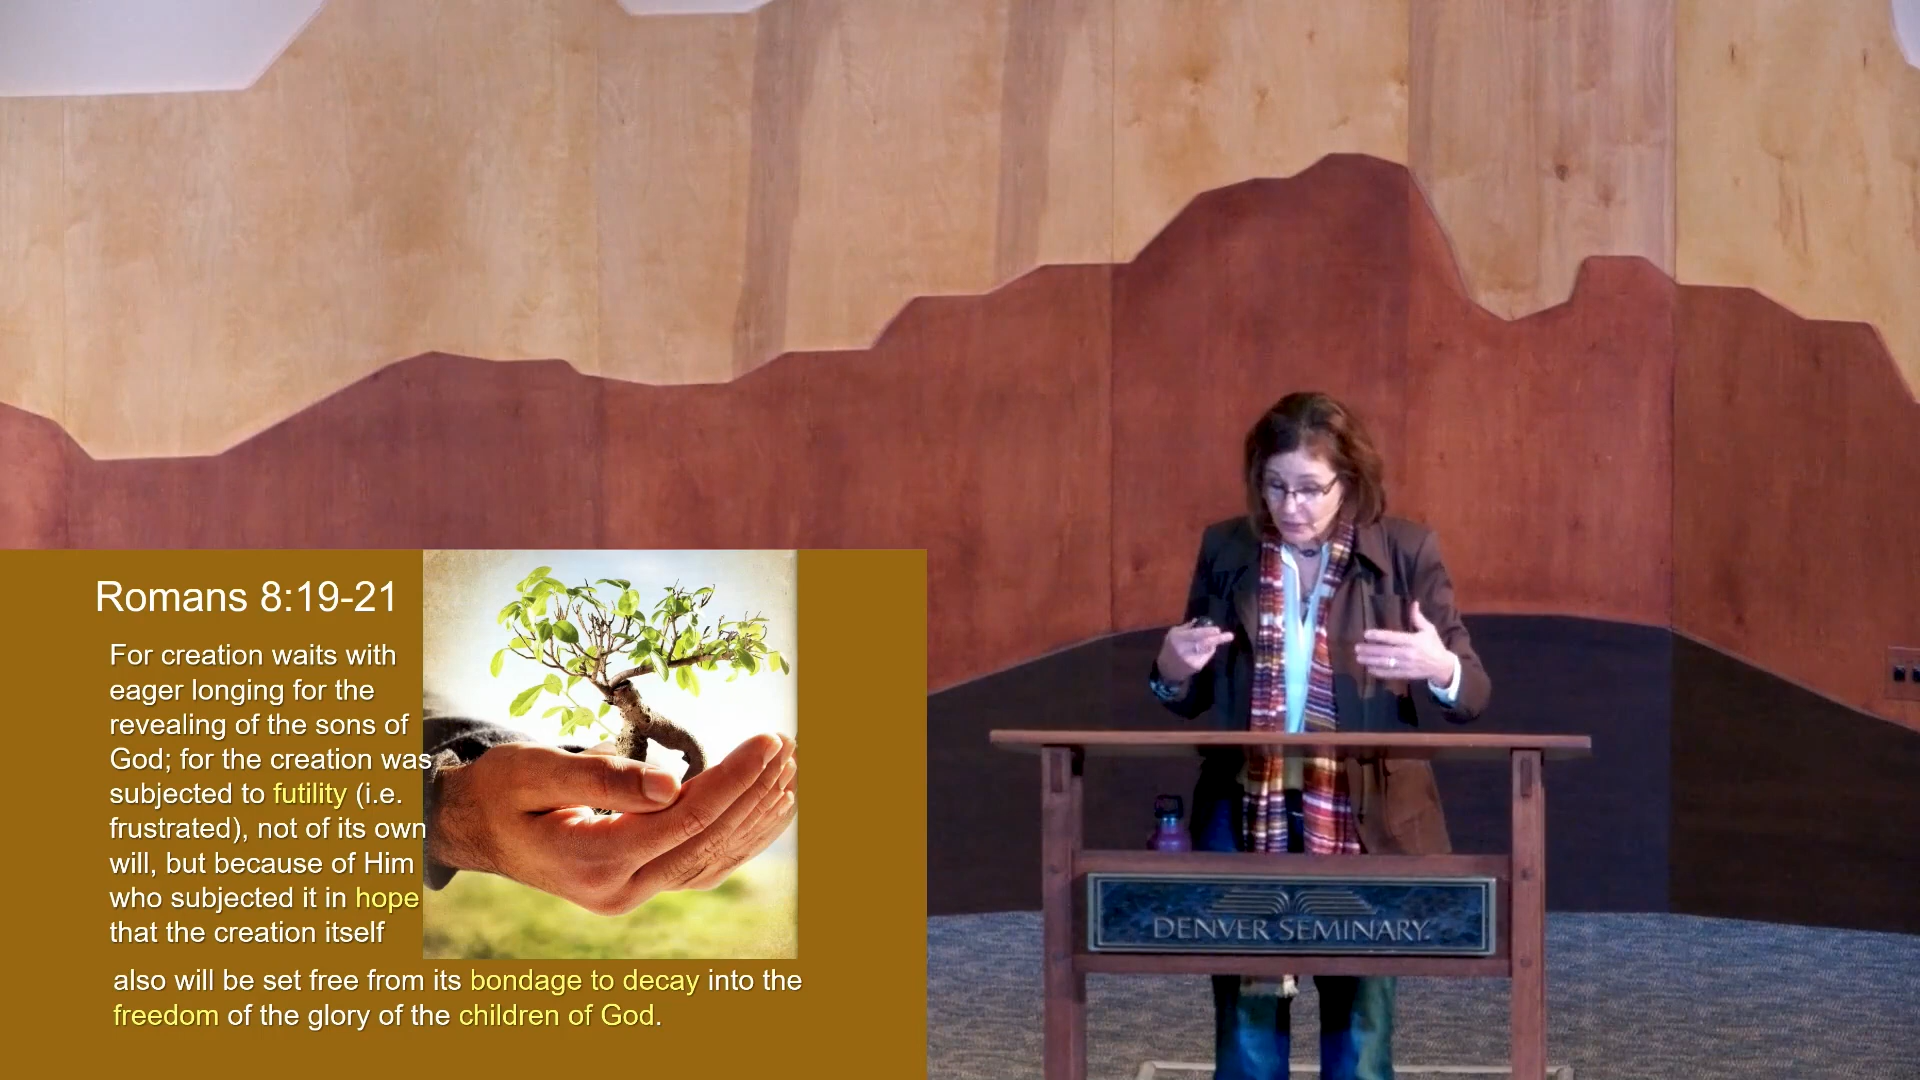 Romans 8:19-21
For creation waits with
eager longing for the
revealing of the sons of
God; for the creation was
subjected to futility (i.e.
frustrated), not of its own
will, but because of Him
who subjected it in hope
that the creation itself
also will be set free from its bondage to decay into the
freedom of the glory of the children of God.
DENVER SEMINARY